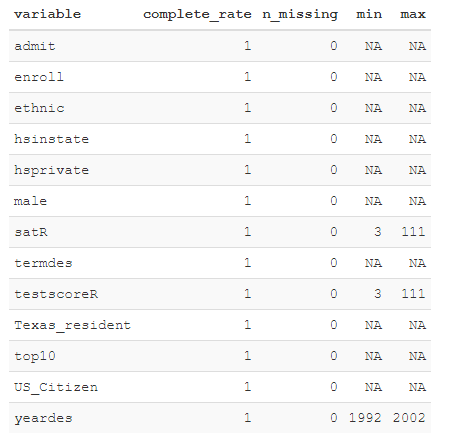 variable complete_rate n_missing min max
admit 1 0 NA NA
enroll 1 0 NA NA
ethnic 1 0 NA NA
hsinstate 1 0 NA NA
hsprivate 1 0 NA NA
male 1 0 NA NA
satR 1 0 3 111
termdes 1 0 NA NA
testscoreR 1 0 3 111
Texas_resident 1 0 NA NA
top10 1 0 NA NA
US_Citizen 1 0 NA NA
yeardes 1 0 1992 2002